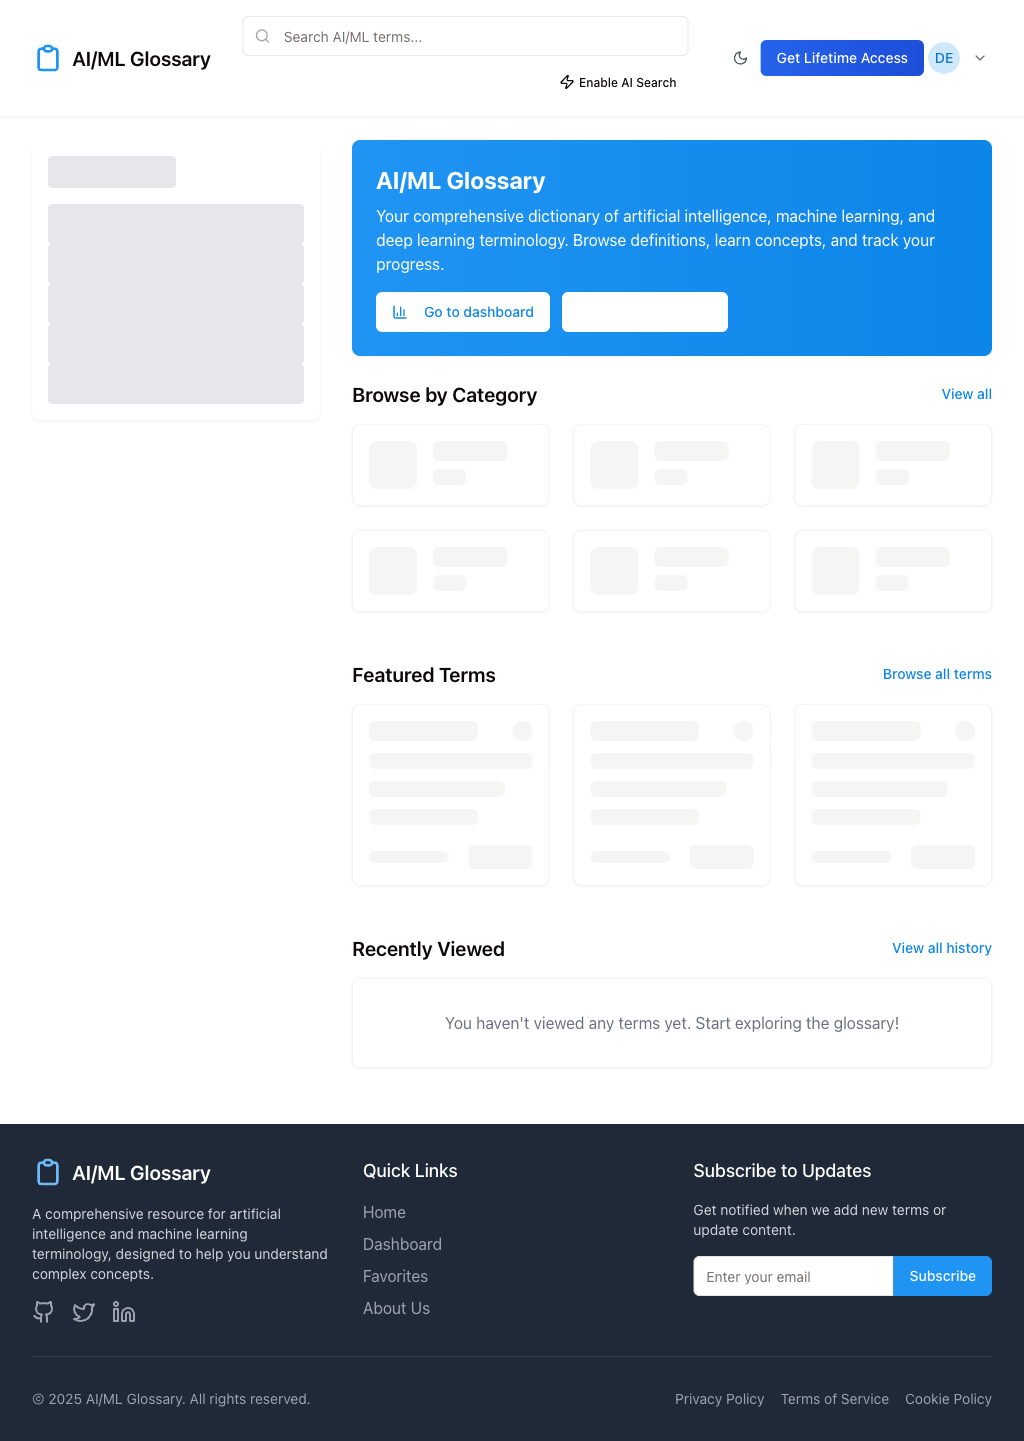 AI/ML Glossary
Search AI/ML terms...
Enable AI Search
Get Lifetime Access
DE
AI/ML Glossary
Your comprehensive dictionary of artificial intelligence, machine learning, and
deep learning terminology. Browse definitions, learn concepts, and track your
progress.
Go to dashboard
Browse by Category
View all
Featured Terms
Browse all terms
Recently Viewed
View all history
You haven't viewed any terms yet. Start exploring the glossary!
AI/ML Glossary
A comprehensive resource for artificial
intelligence and machine learning
terminology, designed to help you understand
complex concepts.
Quick Links
Home
Dashboard
Favorites
About Us
Subscribe to Updates
Get notified when we add new terms or
update content.
Enter your email
Subscribe
© 2025 AI/ML Glossary. All rights reserved.
Privacy Policy
Terms of Service
Cookie Policy